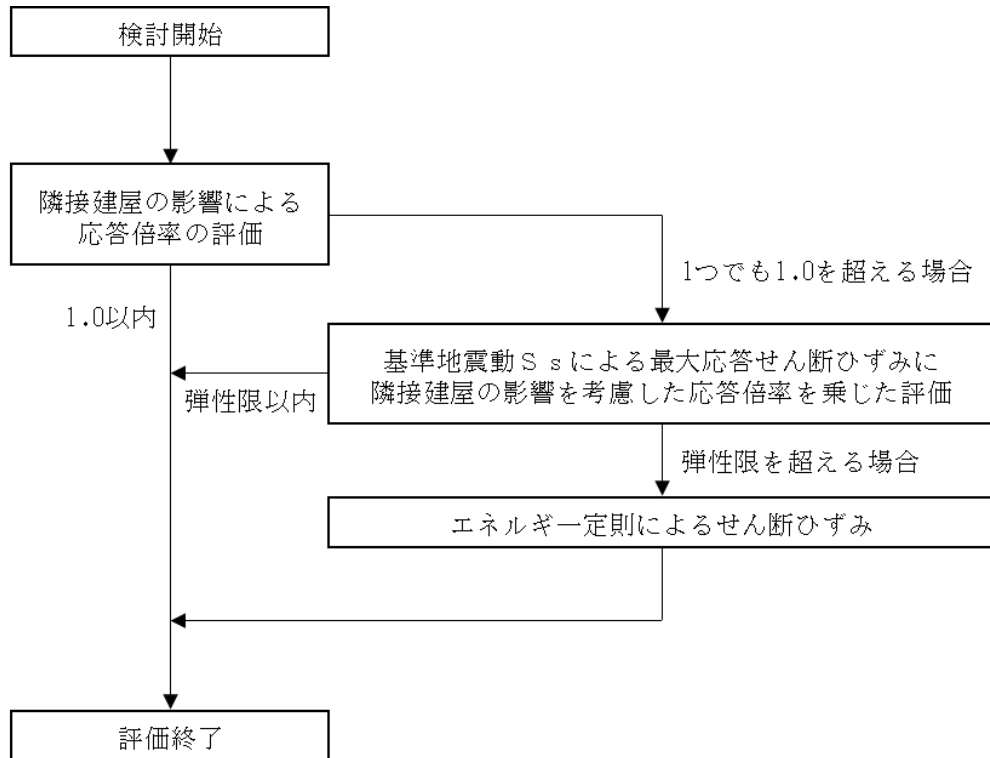 検討開始
隣接建屋の影響による
応答倍率の評価
1つでも1.0を超える場合
1.0以内
基準地震動Ｓｓによる最大応答せん断ひずみに
隣接建屋の影響を考慮した応答倍率を乗じた評価
弾性限以内
弾性限を超える場合
エネルギー定則によるせん断ひずみ
評価終了